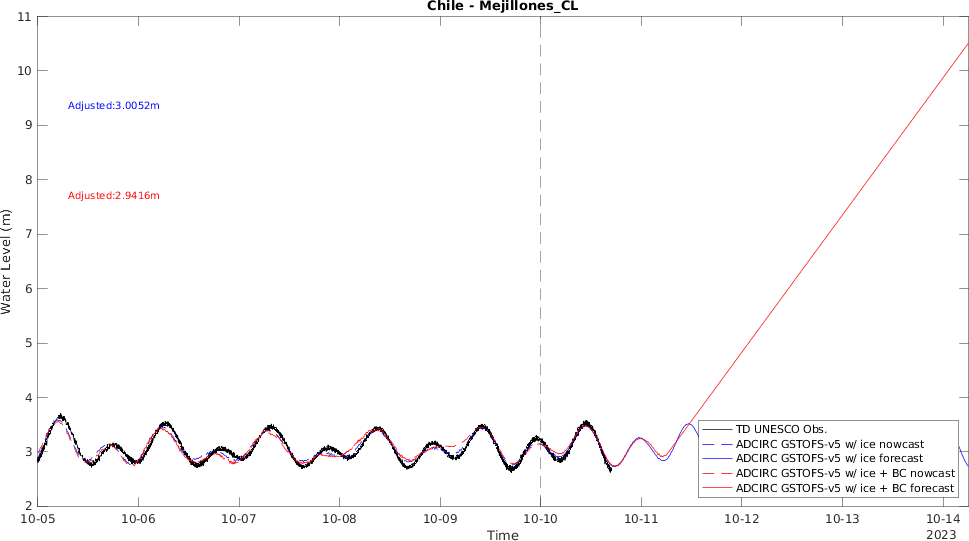 Chile - Mejillones_CL
11
10
9
8
7
6
5
4
3
2
Water Level (m)
Adjusted:3.0052m
Adjusted:2.9416m
TD UNESCO Obs.
ADCIRC GSTOFS-v5 w/ ice nowcast
ADCIRC GSTOFS-v5 w/ ice forecast
ADCIRC GSTOFS-v5 w/ ice + BC nowcast
ADCIRC GSTOFS-v5 w/ ice + BC forecast
10-05 10-06 10-07 10-08 10-09 10-10 10-11 10-12 10-13 10-14
2023
Time